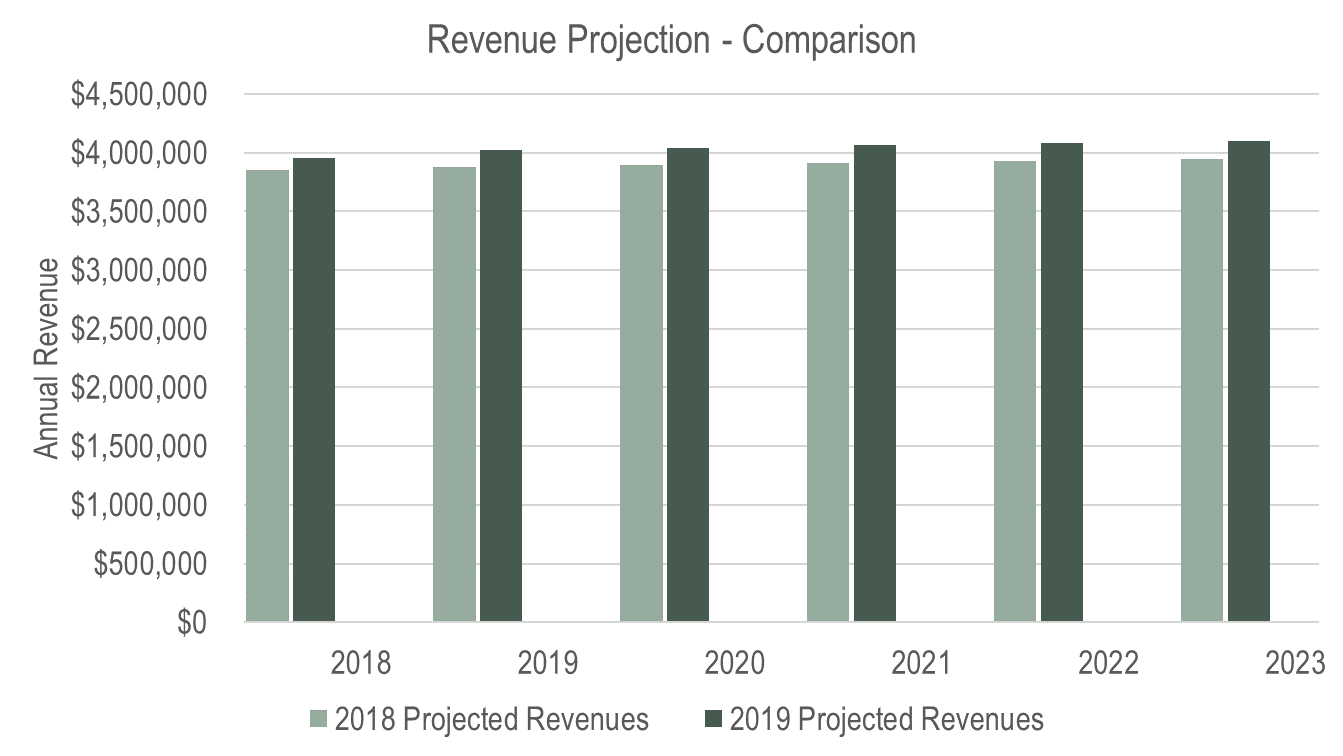 Revenue Projection - Comparison
$4,500,000
$4,000,000
$3,500,000
$3,000,000
$2,500,000
$2,000,000
$1,500,000
$1,000,000
$500,000
$0
Annual Revenue
2018 2019 2020 2021 2022 2023
2018 Projected Revenues 2019 Projected Revenues